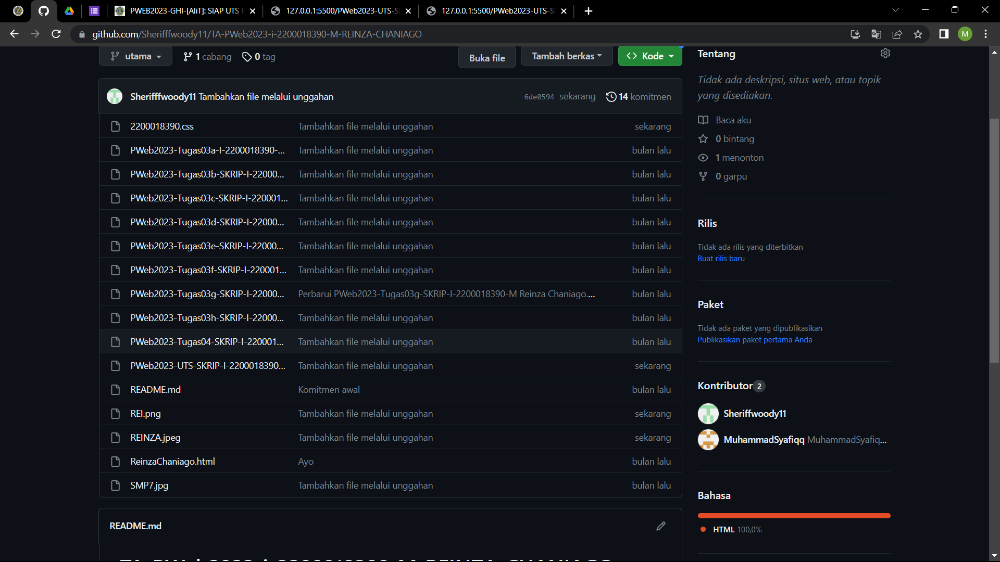 PWEB2023-GHI-[AliT]: SIAP UTS
127.0.0.1:5500/PWeb2023-UTS-S
127.0.0.1:5500/PWeb2023-UTS-S
github.com/Sherifffwoody11/TA-PWeb2023-i-2200018390-M-REINZA-CHANIAGO
M
utama
1 cabang
0 tag
Buka file
Tambah berkas
<> Kode
Sherifffwoody11 Tambahkan file melalui unggahan
6de0594 sekarang
14 komitmen
2200018390.css Tambahkan file melalui unggahan sekarang
PWeb2023-Tugas03a-I-2200018390-... Tambahkan file melalui unggahan bulan lalu
PWeb2023-Tugas03b-SKRIP-I-22000... Tambahkan file melalui unggahan bulan lalu
PWeb2023-Tugas03c-SKRIP-I-220001... Tambahkan file melalui unggahan bulan lalu
PWeb2023-Tugas03d-SKRIP-I-22000... Tambahkan file melalui unggahan bulan lalu
PWeb2023-Tugas03e-SKRIP-I-22000... Tambahkan file melalui unggahan bulan lalu
PWeb2023-Tugas03f-SKRIP-I-220001... Tambahkan file melalui unggahan bulan lalu
PWeb2023-Tugas03g-SKRIP-I-22000... Perbarui PWeb2023-Tugas03g-SKRIP-I-2200018390-M Reinza Chaniago.... bulan lalu
PWeb2023-Tugas03h-SKRIP-I-22000... Tambahkan file melalui unggahan bulan lalu
PWeb2023-Tugas04-SKRIP-I-220001... Tambahkan file melalui unggahan bulan lalu
PWeb2023-UTS-SKRIP-I-2200018390... Tambahkan file melalui unggahan sekarang
README.md Komitmen awal bulan lalu
REI.png Tambahkan file melalui unggahan sekarang
REINZA.jpeg Tambahkan file melalui unggahan sekarang
ReinzaChaniago.html Ayo bulan lalu
SMP7.jpg Tambahkan file melalui unggahan bulan lalu
README.md
TA-PWeb2023-i-2200018390-M-REINZA-CHANIAGO
Tentang
Tidak ada deskripsi, situs web, atau topik
yang disediakan.
Baca aku
0 bintang
1 menonton
0 garpu
Rilis
Tidak ada rilis yang diterbitkan
Buat rilis baru
Paket
Tidak ada paket yang dipublikasikan
Publikasikan paket pertama Anda
Kontributor 2
Sheriffwoody11
MuhammadSyafiqq MuhammadSyafiq...
Bahasa
HTML 100,0%